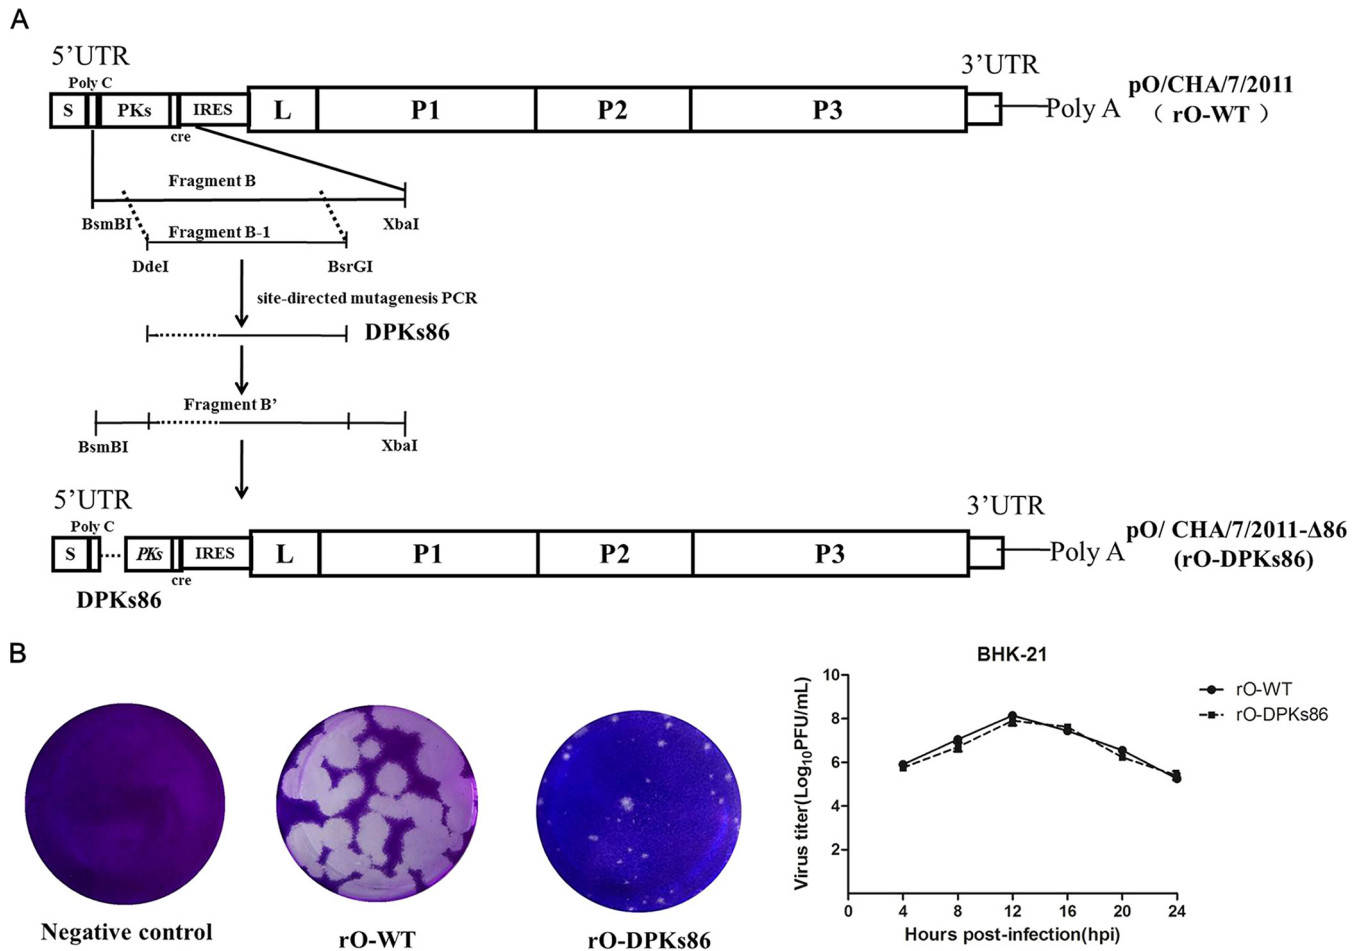 A
5’UTR
Poly C
S
PKs
cre
IRES
L
P1
P2
P3
3’UTR
Poly A
pO/CHA/7/2011
( rO-WT )
Fragment B
BsmBI
XbaI
Fragment B-1
DdeI
BsrGI
site-directed mutagenesis PCR
DPKs86
Fragment B’
BsmBI
XbaI
5’UTR
Poly C
S
PKs
cre
IRES
L
P1
P2
P3
3’UTR
Poly A
pO/ CHA/7/2011-Δ86
(rO-DPKs86)
DPKs86
B
Negative control
rO-WT
rO-DPKs86
BHK-21
Virus titer(Log10PFU/mL)
10
8
6
4
2
0
4
8
12
16
20
24
Hours post-infection(hpi)
rO-WT
rO-DPKs86